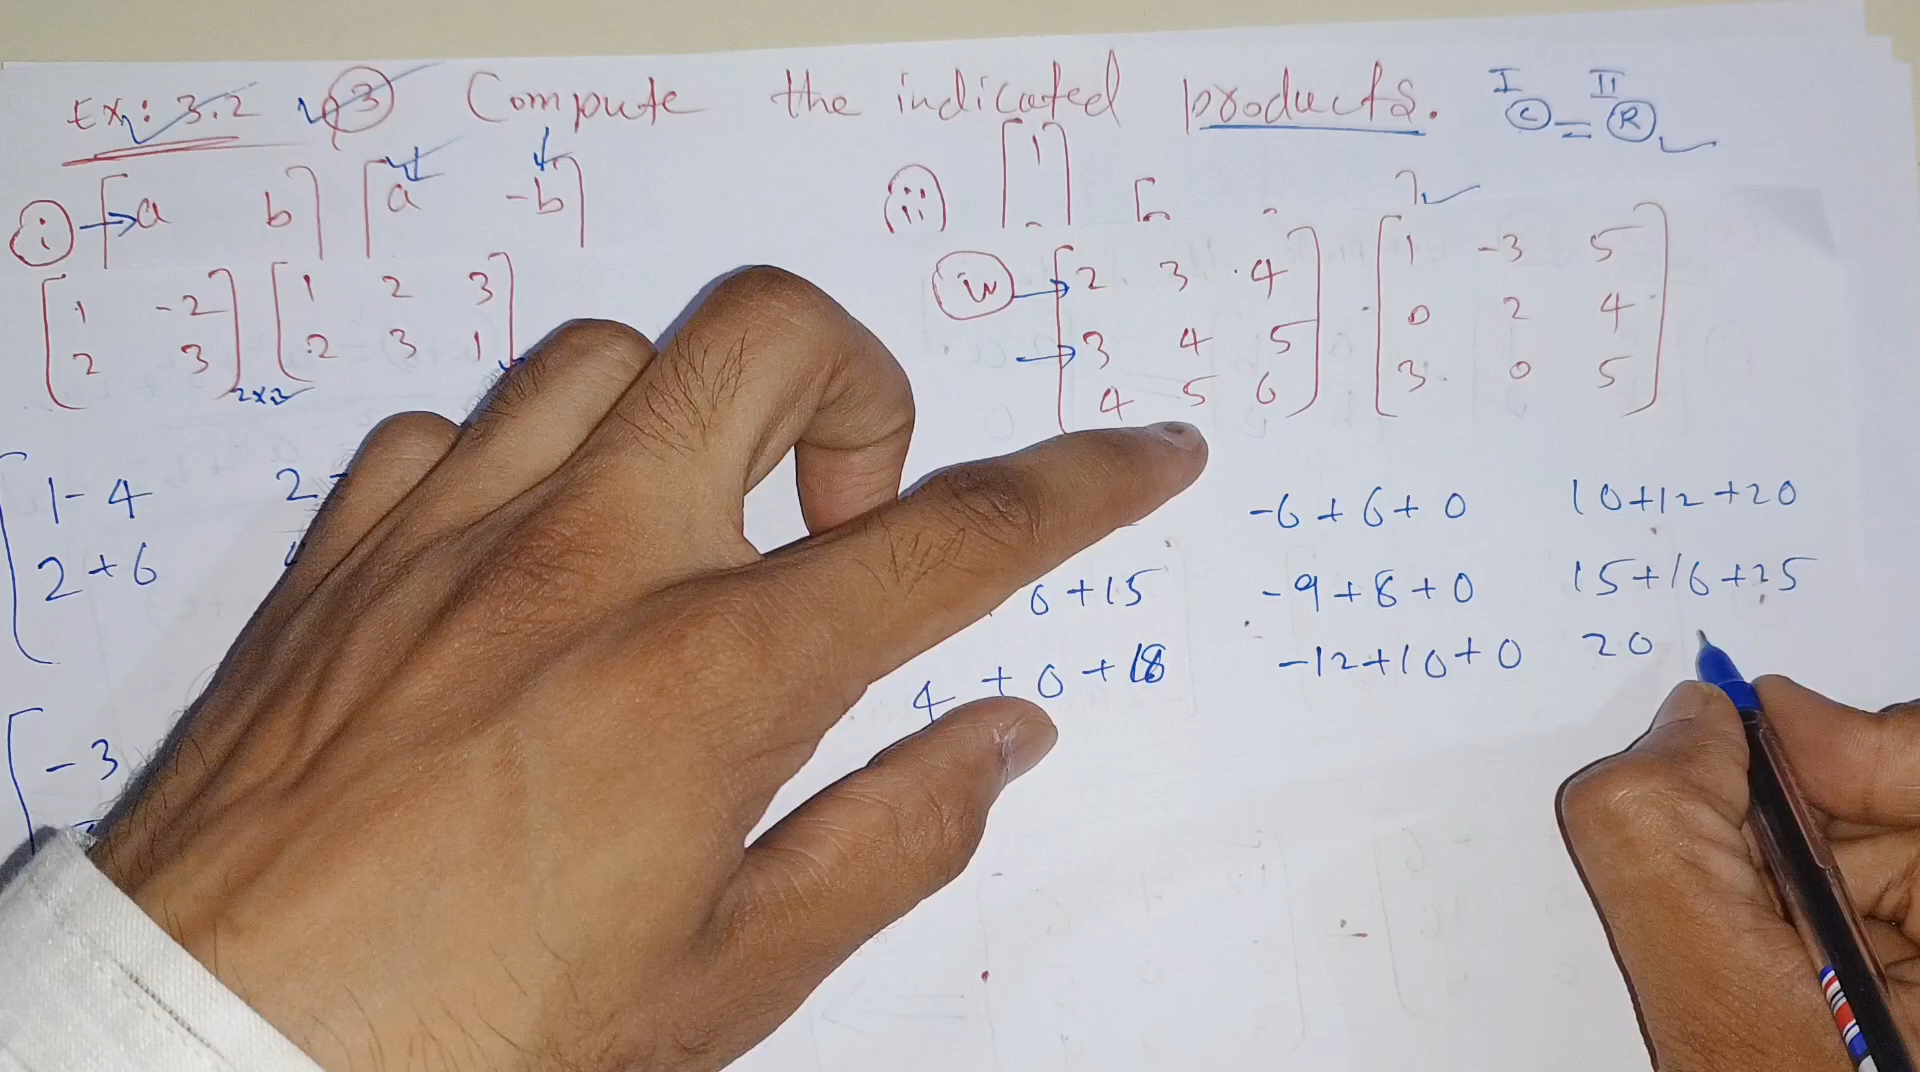 Ex: 3.2 3 Compute the indicated products. I C = II R
i → [a b] [a -b]
ii [1
[1 -2] [1 2 3]
[2 3] 2×2 [2 3 1]
iv → [2 3 4] [1 -3 5]
→ [3 4 5] · [0 2 4]
[4 5 6] [3 0 5]
1-4 2-
2+6
-3
-6+6+0 10+12+20
0+15 -9+8+0 15+16+25
4+0+18 -12+10+0 20